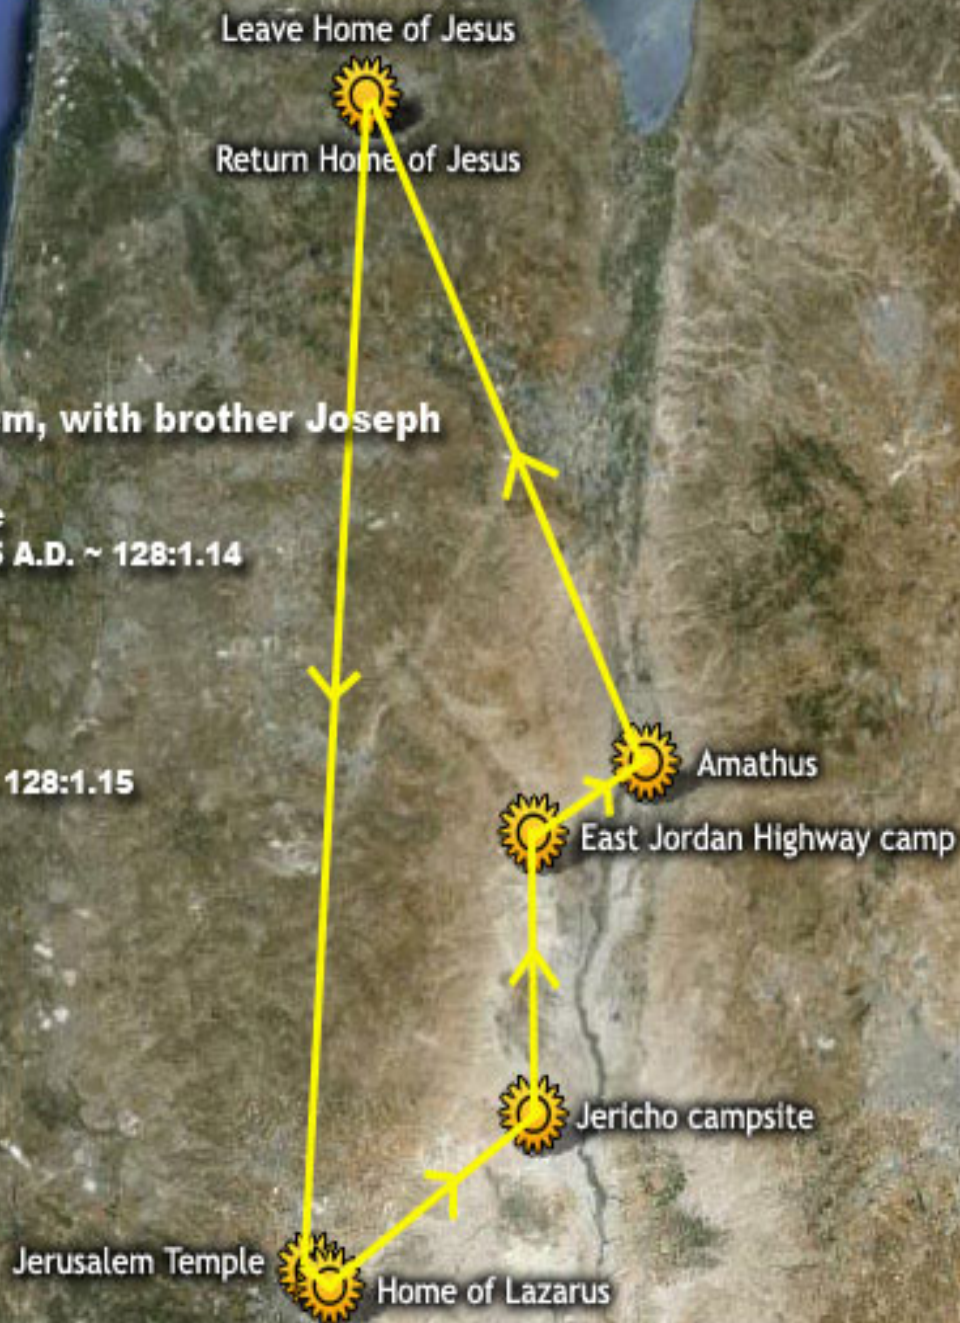 Leave Home of Jesus
Return Home of Jesus
with brother Joseph
A.D. ~ 128:1.14
128:1.15
Amathus
East Jordan Highway camp
Jericho campsite
Jerusalem Temple
Home of Lazarus